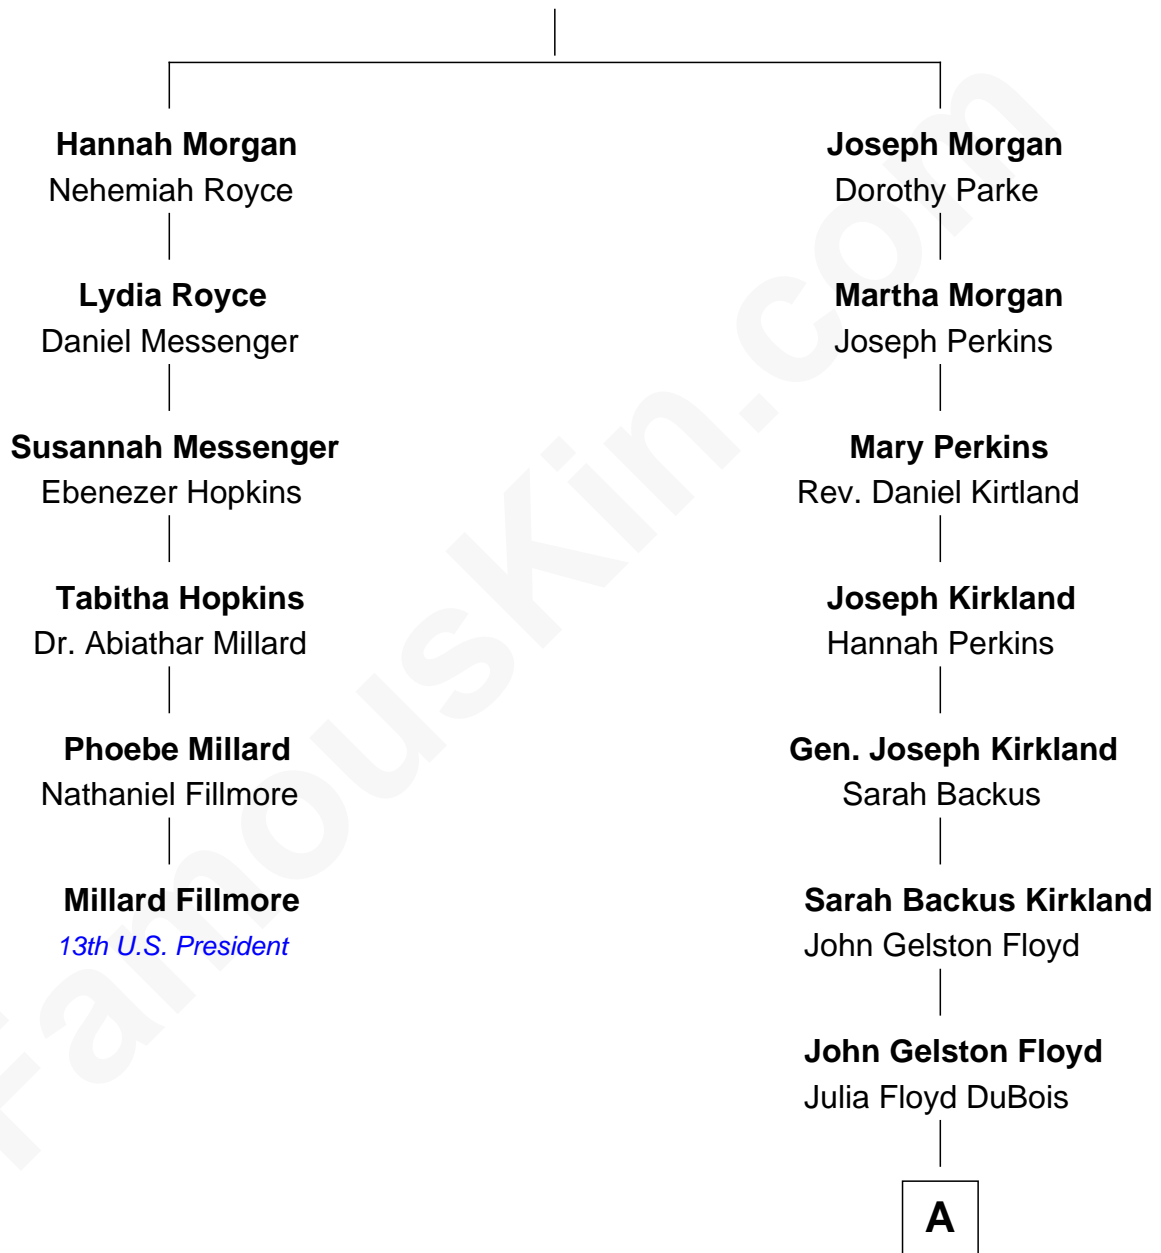 Hannah Morgan
Nehemiah Royce
Lydia Royce
Daniel Messenger
Susannah Messenger
Ebenezer Hopkins
Tabitha Hopkins
Dr. Abiathar Millard
Phoebe Millard
Nathaniel Fillmore
Millard Fillmore
13th U.S. President
Joseph Morgan
Dorothy Parke
Martha Morgan
Joseph Perkins
Mary Perkins
Rev. Daniel Kirtland
Joseph Kirkland
Hannah Perkins
Gen. Joseph Kirkland
Sarah Backus
Sarah Backus Kirkland
John Gelston Floyd
John Gelston Floyd
Julia Floyd DuBois
A
FamousKin.com